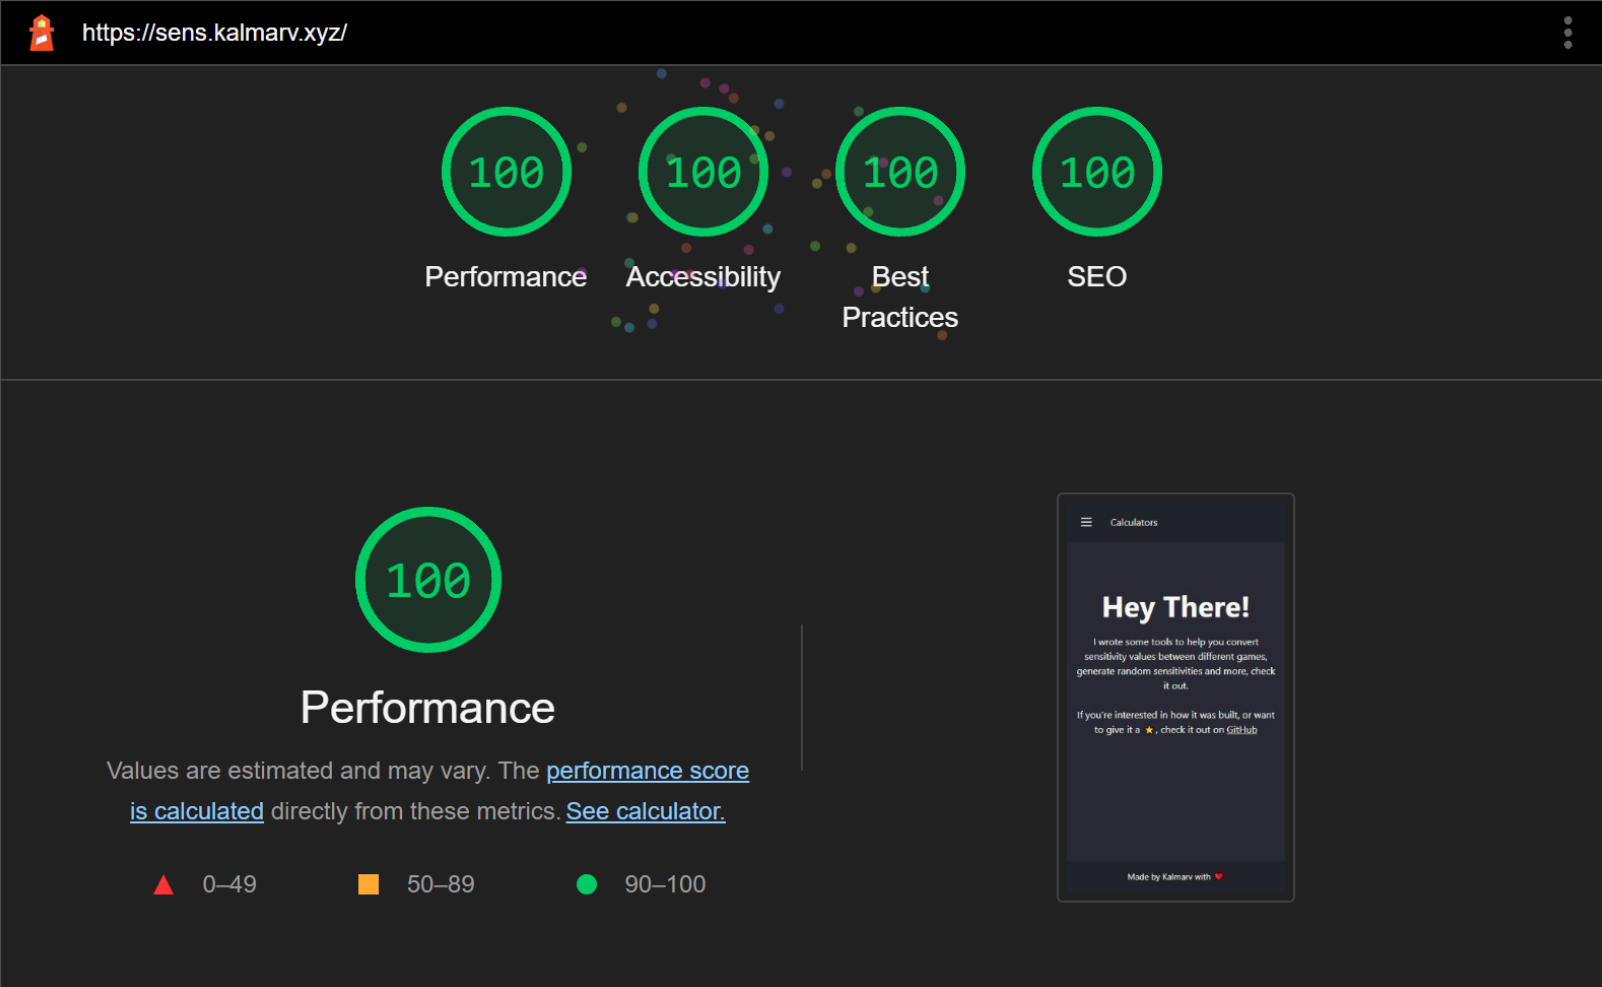 https://sens.kalmarv.xyz/
100
100
100
100
Performance
Accessibility
Best
Practices
SEO
100
Performance
Values are estimated and may vary. The performance score
is calculated directly from these metrics. See calculator.
0–49
50–89
90–100
Calculators
Hey There!
I wrote some tools to help you convert
sensitivity values between different games,
generate random sensitivities and more, check
it out.
If you're interested in how it was built, or want
to give it a ⭐, check it out on GitHub
Made by Kalmarv with ❤️